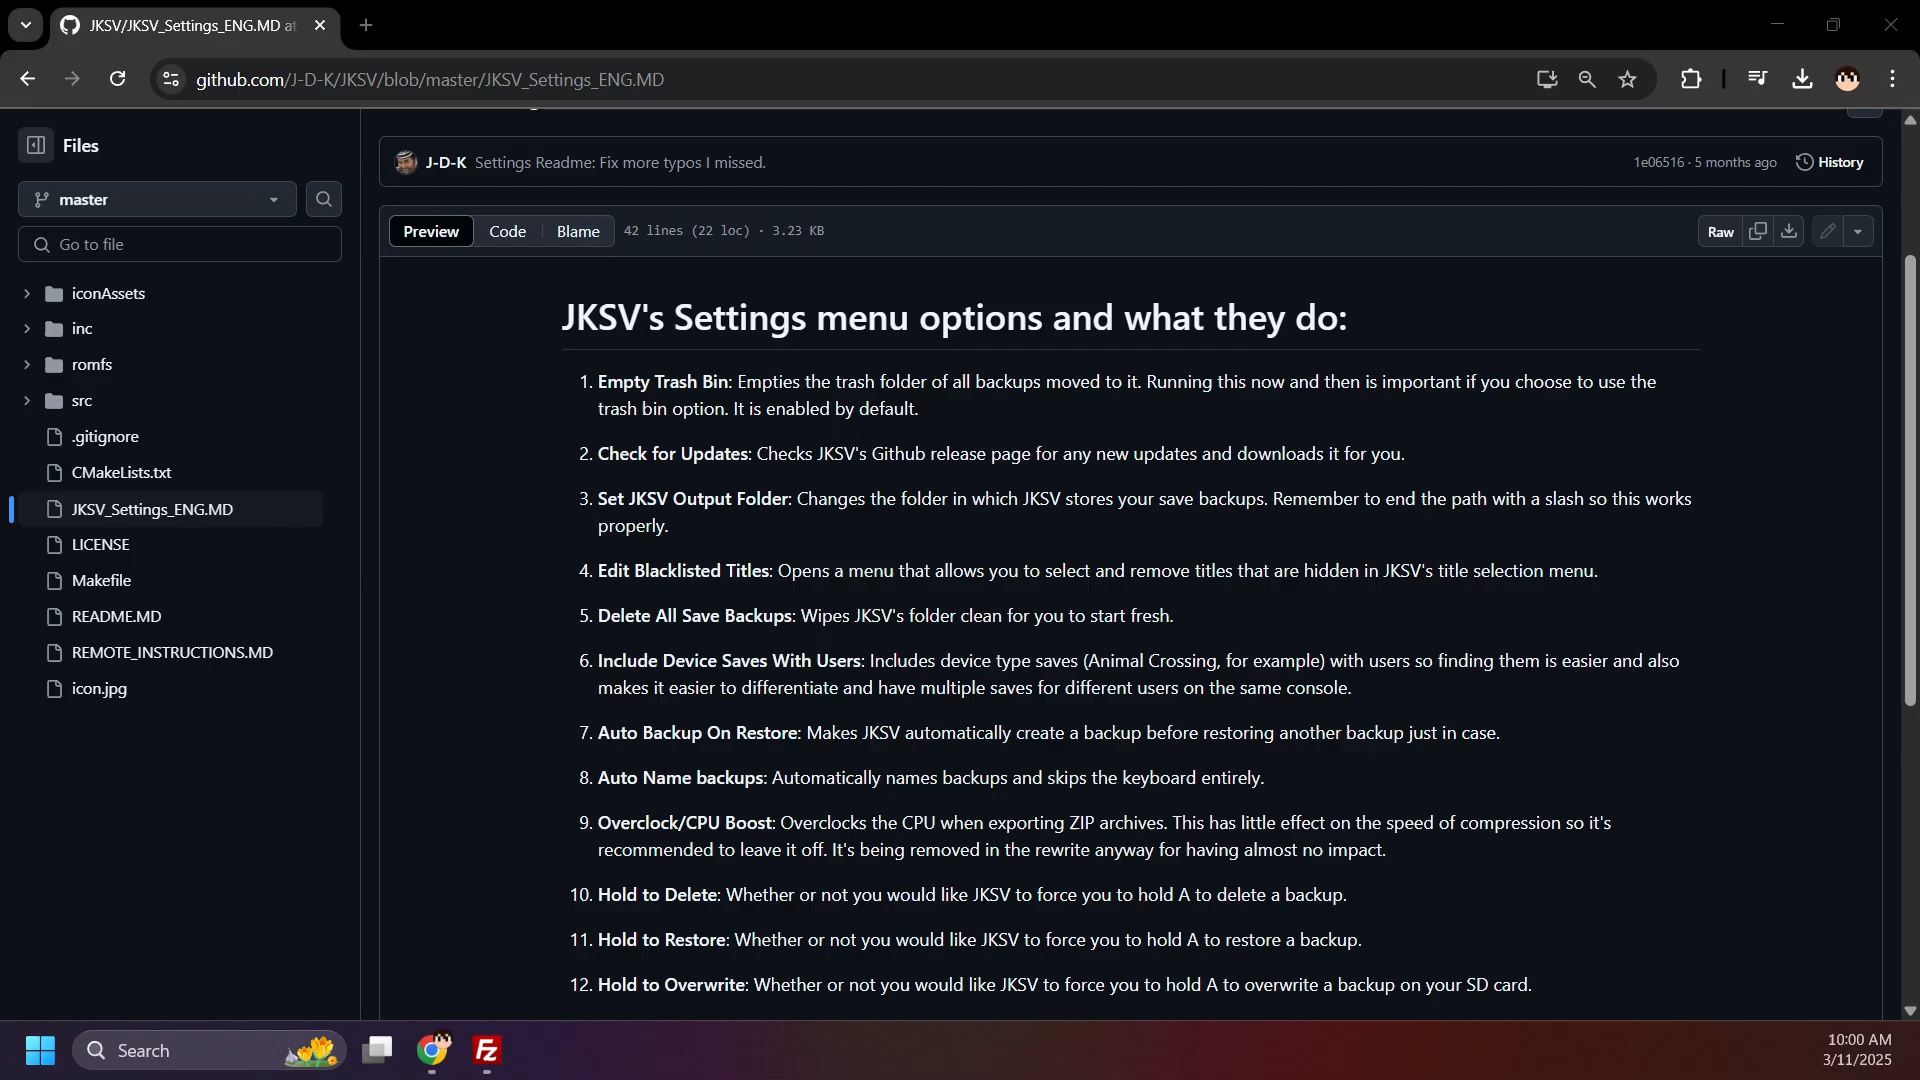 JKSV/JKSV_Settings_ENG.MD at
github.com/J-D-K/JKSV/blob/master/JKSV_Settings_ENG.MD
Files
master
Go to file
iconAssets
inc
romfs
src
.gitignore
CMakeLists.txt
JKSV_Settings_ENG.MD
LICENSE
Makefile
README.MD
REMOTE_INSTRUCTIONS.MD
icon.jpg
J-D-K Settings Readme: Fix more typos I missed.
1e06516 · 5 months ago History
Preview Code Blame 42 lines (22 loc) · 3.23 KB Raw
JKSV's Settings menu options and what they do:
1. Empty Trash Bin: Empties the trash folder of all backups moved to it. Running this now and then is important if you choose to use the
trash bin option. It is enabled by default.
2. Check for Updates: Checks JKSV's Github release page for any new updates and downloads it for you.
3. Set JKSV Output Folder: Changes the folder in which JKSV stores your save backups. Remember to end the path with a slash so this works
properly.
4. Edit Blacklisted Titles: Opens a menu that allows you to select and remove titles that are hidden in JKSV's title selection menu.
5. Delete All Save Backups: Wipes JKSV's folder clean for you to start fresh.
6. Include Device Saves With Users: Includes device type saves (Animal Crossing, for example) with users so finding them is easier and also
makes it easier to differentiate and have multiple saves for different users on the same console.
7. Auto Backup On Restore: Makes JKSV automatically create a backup before restoring another backup just in case.
8. Auto Name backups: Automatically names backups and skips the keyboard entirely.
9. Overclock/CPU Boost: Overclocks the CPU when exporting ZIP archives. This has little effect on the speed of compression so it's
recommended to leave it off. It's being removed in the rewrite anyway for having almost no impact.
10. Hold to Delete: Whether or not you would like JKSV to force you to hold A to delete a backup.
11. Hold to Restore: Whether or not you would like JKSV to force you to hold A to restore a backup.
12. Hold to Overwrite: Whether or not you would like JKSV to force you to hold A to overwrite a backup on your SD card.
Search
10:00 AM
3/11/2025